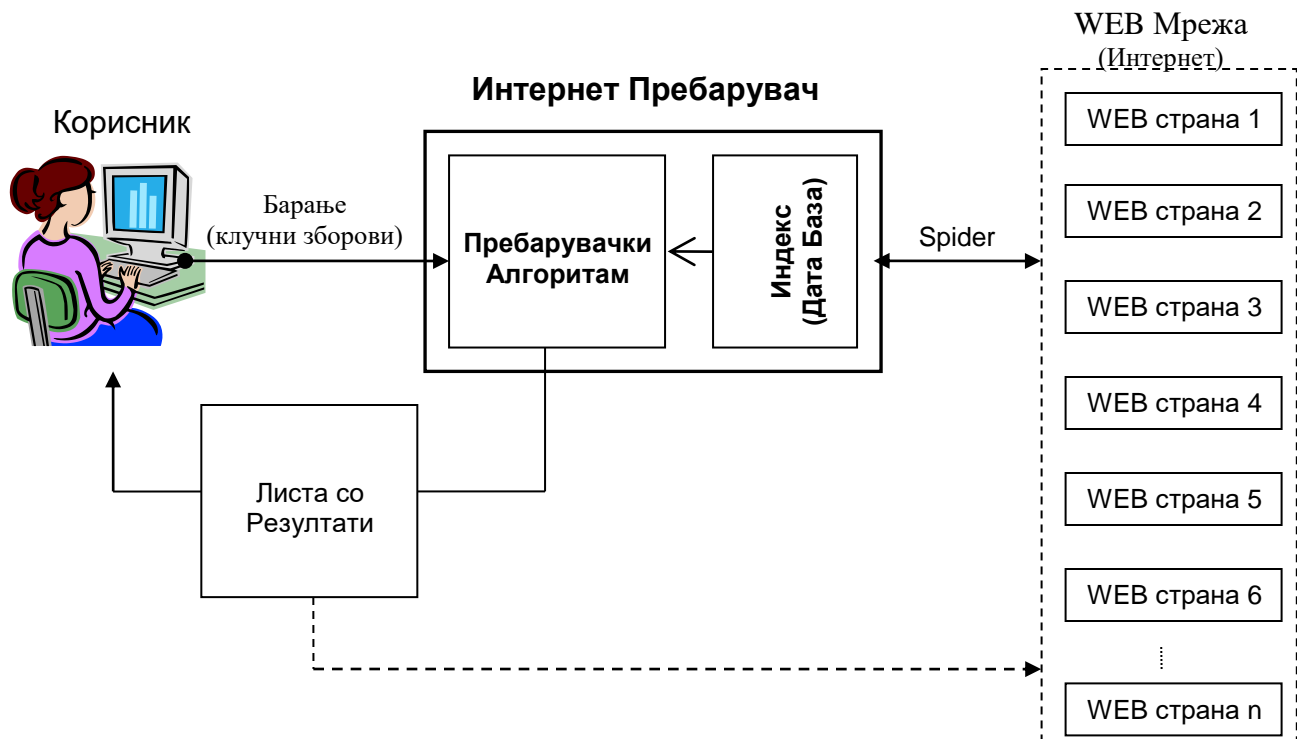 WEB Мрежа
(Интернет)
Интернет Пребарувач
Корисник
Барање
(клучни зборови)
Пребарувачки
Алгоритам
Индекс
(Дата База)
Spider
WEB страна 1
WEB страна 2
WEB страна 3
WEB страна 4
WEB страна 5
WEB страна 6
WEB страна n
Листа со
Резултати